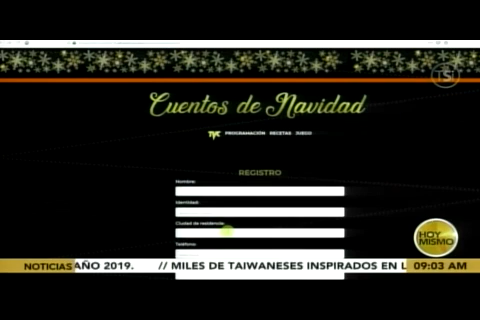 TSi
Cuentos de Navidad
TVC PROGRAMACIÓN RECETAS JUEGO
REGISTRO
Nombre:
Identidad:
Ciudad de residencia:
Teléfono:
HOY MISMO
NOTICIAS AÑO 2019. // MILES DE TAIWANESES INSPIRADOS EN L 09:03 AM